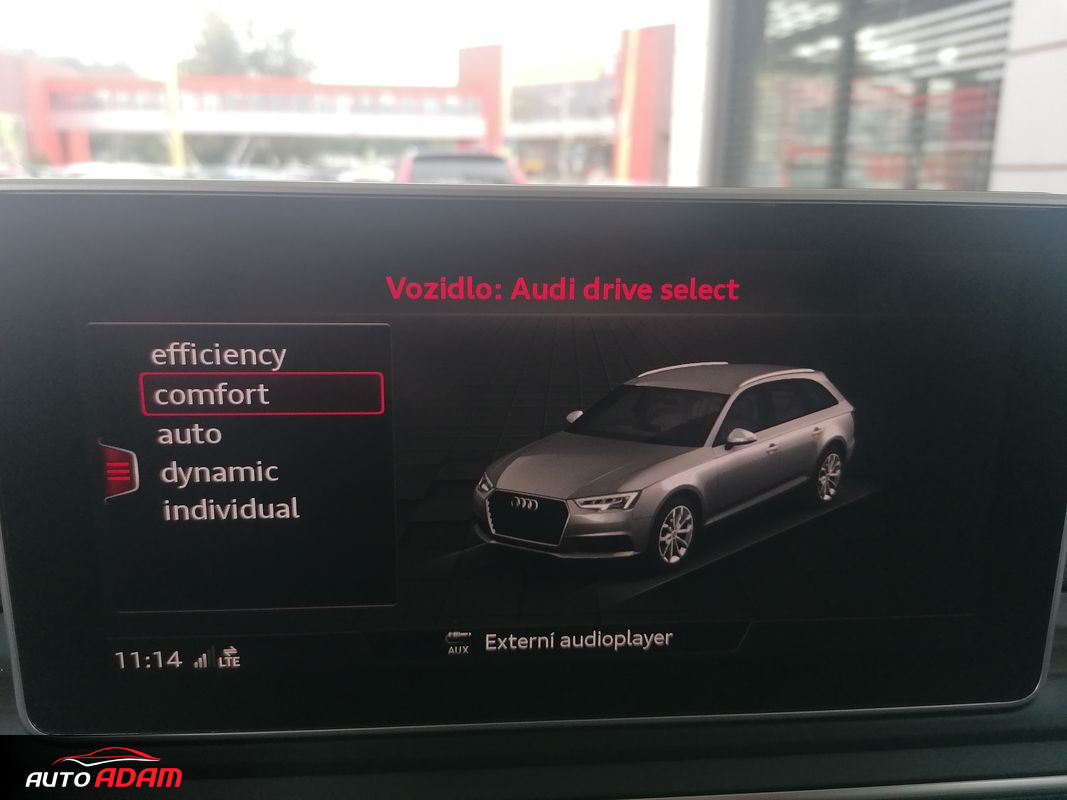 Vozidlo: Audi drive select
efficiency
comfort
auto
dynamic
individual
AUX Externí audioplayer
11:14 LTE
AUTO ADAM